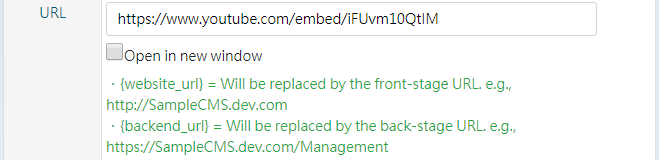 URL https://www.youtube.com/embed/iFUvm10QtlM
Open in new window
・{website_url} = Will be replaced by the front-stage URL. e.g.,
http://SampleCMS.dev.com
・{backend_url} = Will be replaced by the back-stage URL. e.g.,
https://SampleCMS.dev.com/Management